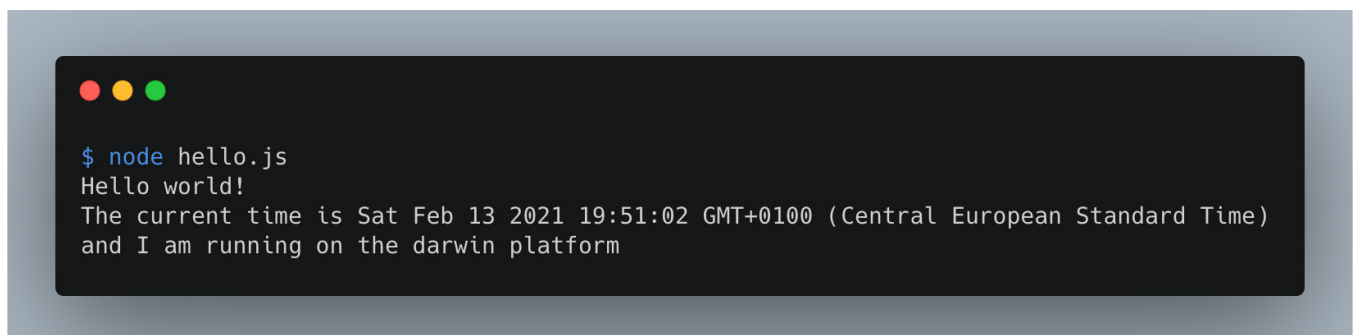 $ node hello.js
Hello world!
The current time is Sat Feb 13 2021 19:51:02 GMT+0100 (Central European Standard Time)
and I am running on the darwin platform